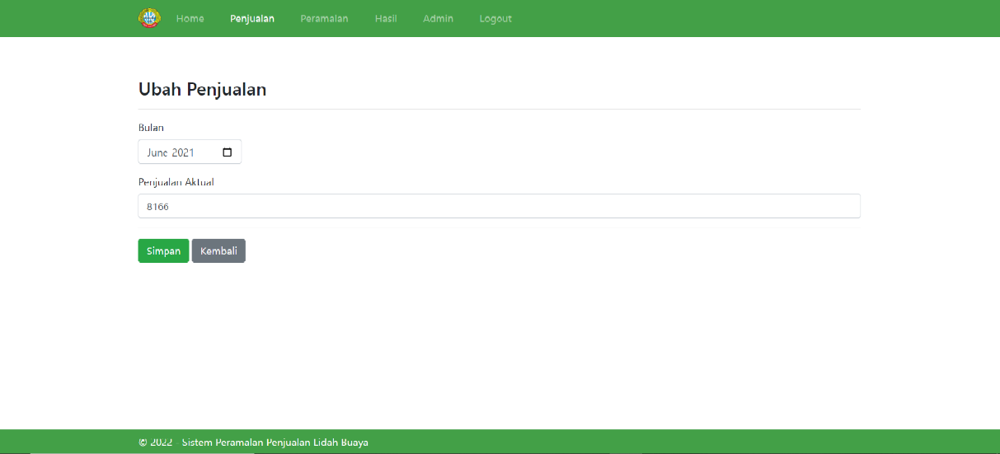 Home Penjualan Peramalan Hasil Admin Logout
Ubah Penjualan
Bulan
June 2021
Penjualan Aktual
8166
Simpan Kembali
© 2022 - Sistem Peramalan Penjualan Lidah Buaya